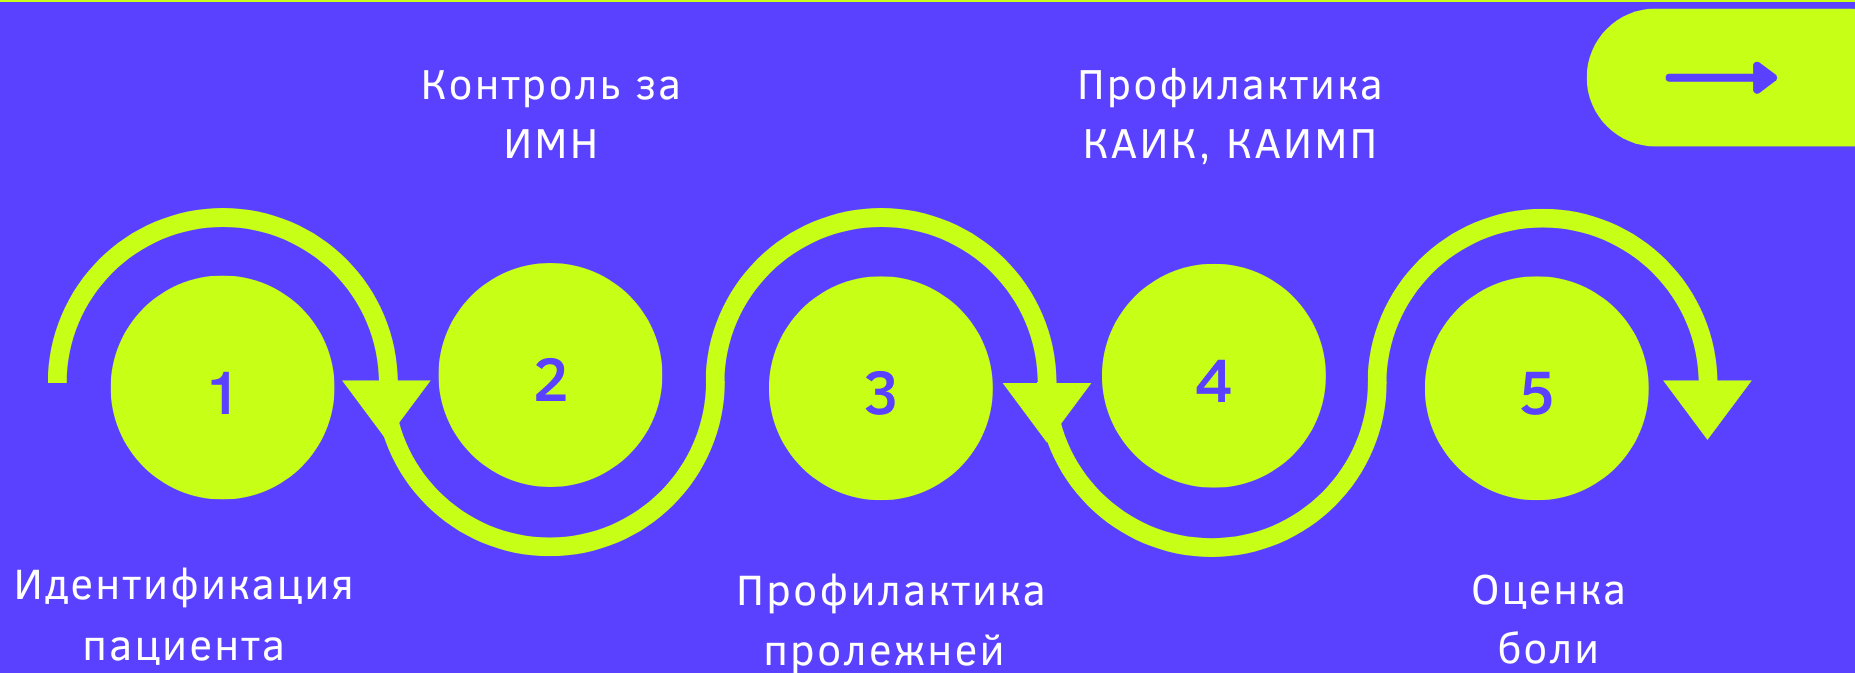 Контроль за
ИМН
Профилактика
КАИК, КАИМП
1
2
3
4
5
Идентификация
пациента
Профилактика
пролежней
Оценка
боли